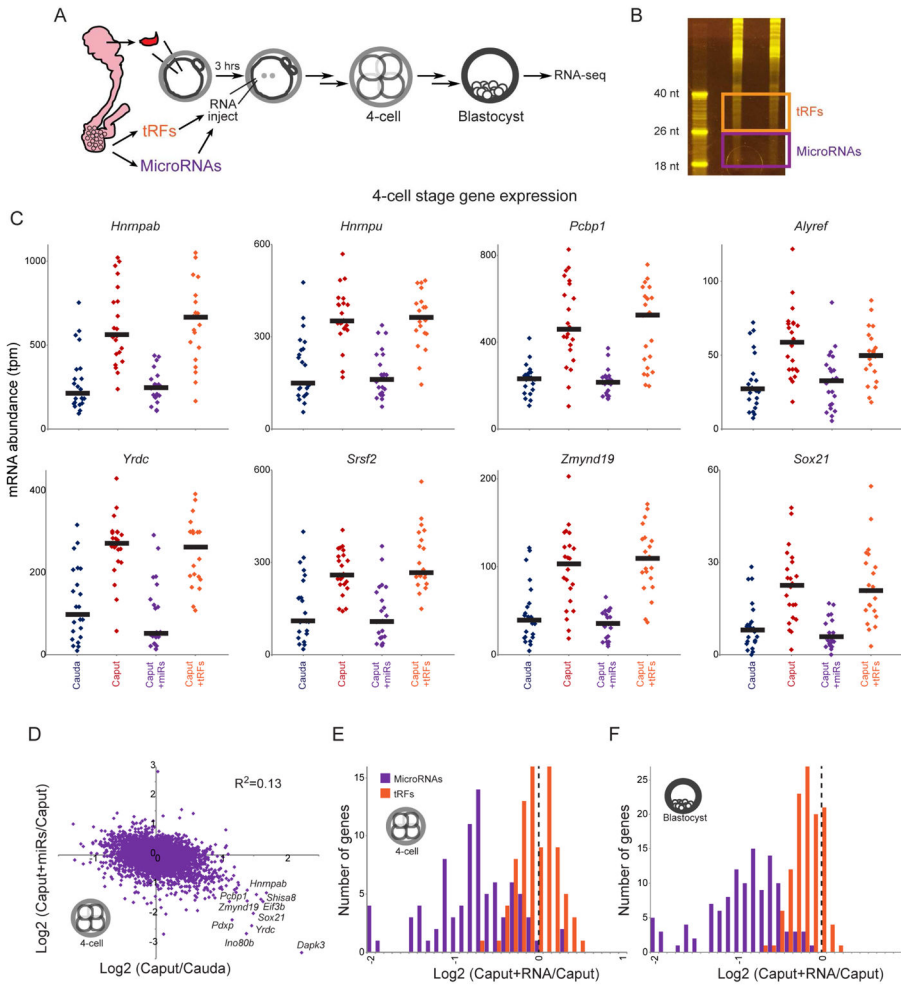 A
3 hrs
RNA
inject
tRFs
MicroRNAs
4-cell
Blastocyst
RNA-seq
B
40 nt
26 nt
18 nt
tRFs
MicroRNAs
4-cell stage gene expression
C
mRNA abundance (tpm)
Hnrnpab
1000
500
0
Hnrnpu
600
300
0
Pcbp1
800
400
0
Alyref
100
50
0
Yrdc
400
200
0
Srsf2
600
300
0
Zmynd19
200
100
0
Sox21
60
30
0
Cauda
Caput
Caput
+miRs
Caput
+tRFs
Cauda
Caput
Caput
+miRs
Caput
+tRFs
Cauda
Caput
Caput
+miRs
Caput
+tRFs
Cauda
Caput
Caput
+miRs
Caput
+tRFs
D
Log2 (Caput+miRs/Caput)
3
2
1
0
-1
-2
-3
-1
0
1
2
R2=0.13
Hnrnpab
Pcbp1
Shisa8
Zmynd19
Eif3b
Sox21
Pdxp
Yrdc
Ino80b
Dapk3
4-cell
Log2 (Caput/Cauda)
E
MicroRNAs
tRFs
4-cell
Number of genes
15
10
5
0
-2
-1
0
1
Log2 (Caput+RNA/Caput)
F
Blastocyst
Number of genes
25
20
15
10
5
0
-2
-1
0
Log2 (Caput+RNA/Caput)